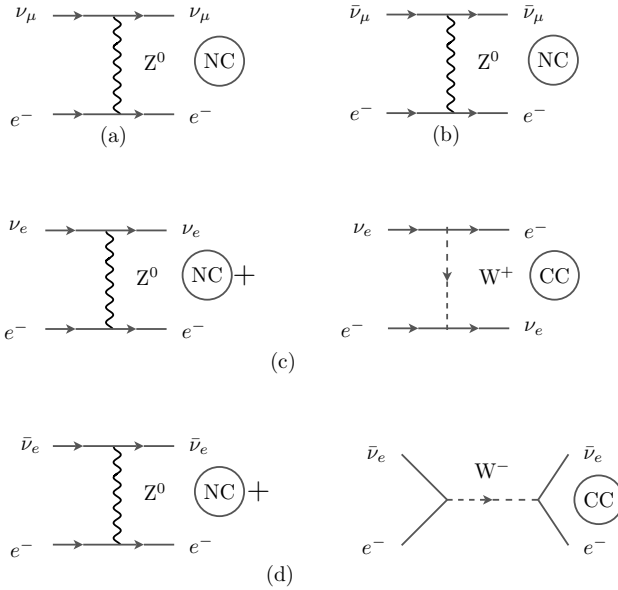 ν_μ ν_μ ν̄_μ ν̄_μ
Z⁰ NC Z⁰ NC
e⁻ e⁻ e⁻ e⁻
(a) (b)
ν_e ν_e ν_e e⁻
Z⁰ NC + W⁺ CC
e⁻ e⁻ e⁻ ν_e
(c)
ν̄_e ν̄_e ν̄_e ν̄_e
Z⁰ NC + W⁻ CC
e⁻ e⁻ e⁻ e⁻
(d)